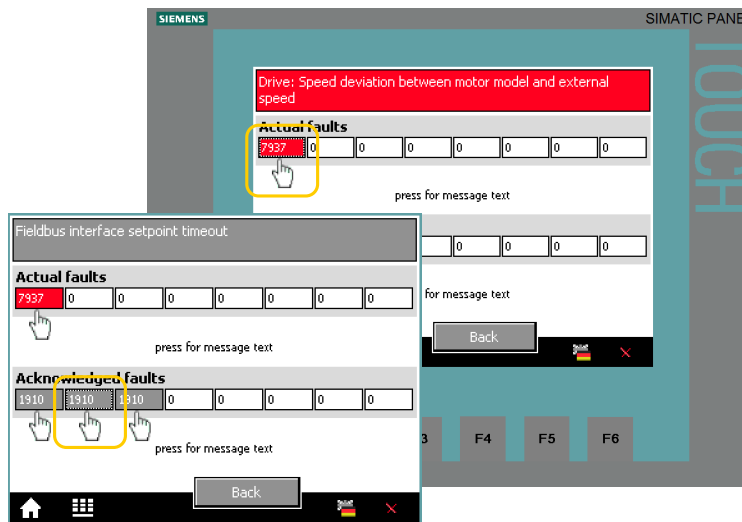 SIEMENS
SIMATIC PANE
TOUCH
Drive: Speed deviation between motor model and external
speed
Actual faults
7937 0 0 0 0 0 0 0
press for message text
0 0 0 0
for message text
Back
3 F4 F5 F6
Fieldbus interface setpoint timeout
Actual faults
7937 0 0 0 0 0 0 0
press for message text
Acknowledged faults
1910 1910 1910 0 0 0 0 0
press for message text
Back